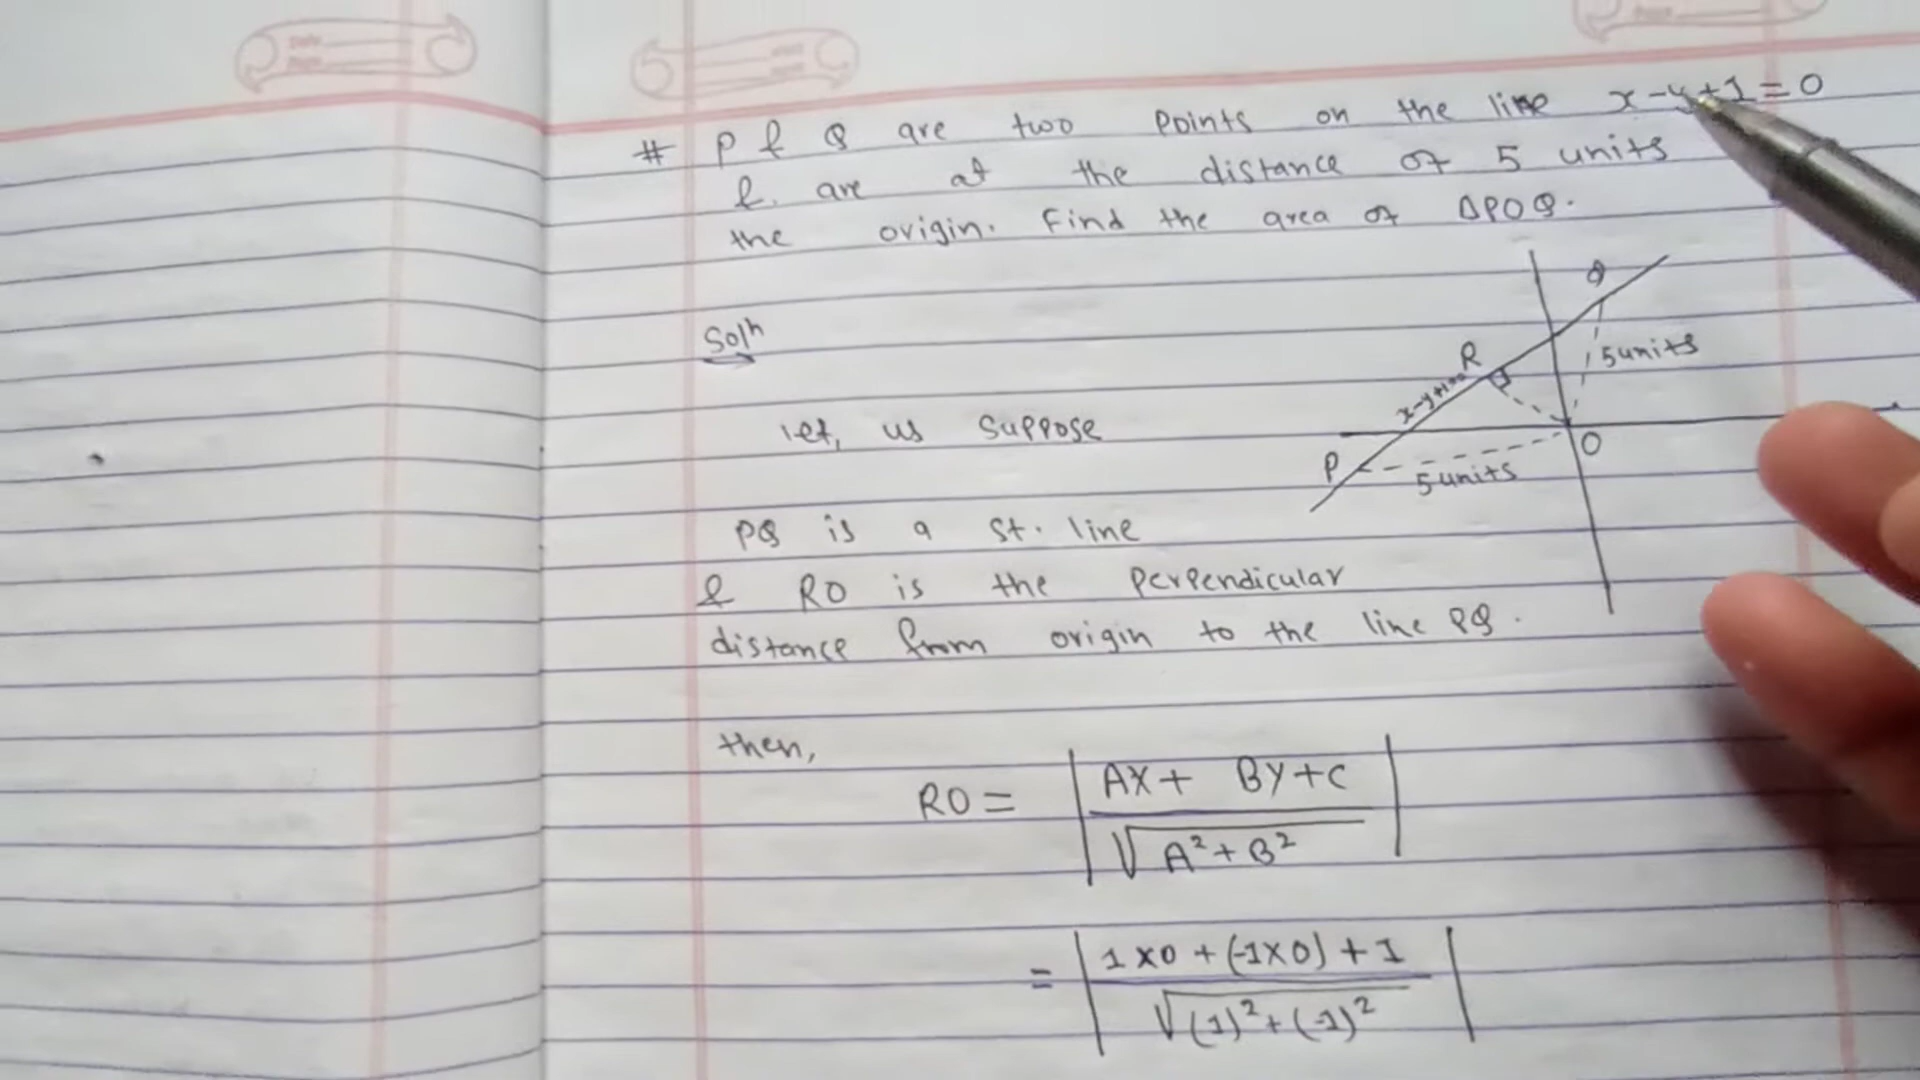 # P & Q are two points on the line x-y+1=0
& are at the distance of 5 units
the origin. Find the area of ΔPOQ.
Solⁿ
Q
5units
R
x-y+1=0
O
P
5units
let, us suppose
PQ is a st. line
& RO is the perpendicular
distance from origin to the line PQ.
then,
RO = | AX + BY+C / √A²+B² |
= | 1×0 + (-1×0) + 1 / √(1)²+(-1)² |